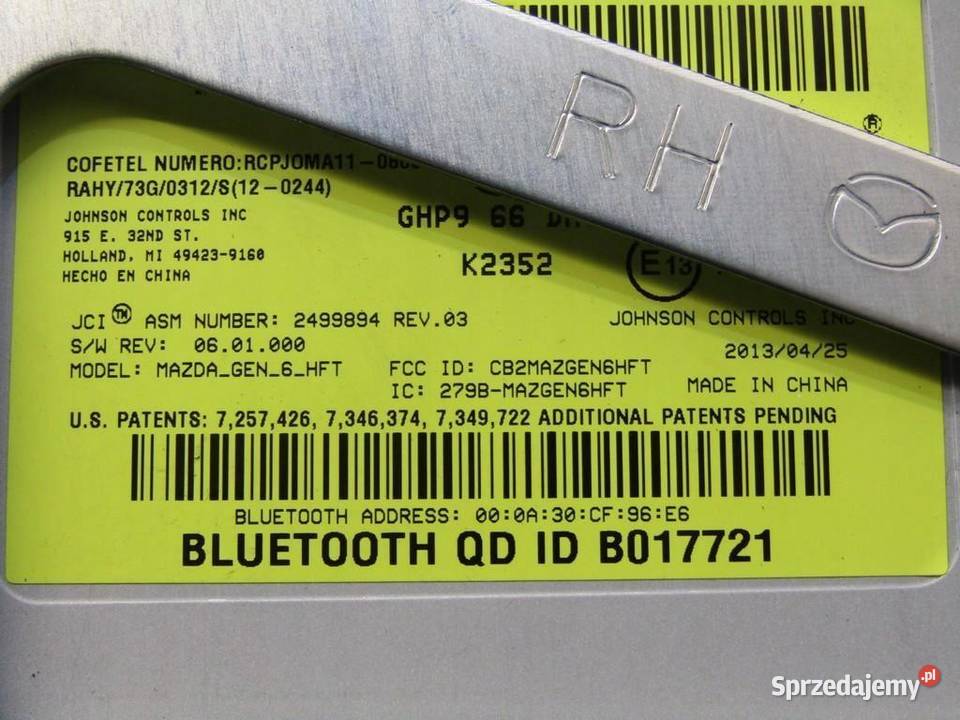 RH
®
COFETEL NUMERO:RCPJOMA11-
RAHY/73G/0312/S(12-0244)
JOHNSON CONTROLS INC
915 E. 32ND ST.
HOLLAND, MI 49423-9160
HECHO EN CHINA
GHP9 66
K2352
E13
JCI™ ASM NUMBER: 2499894 REV.03
JOHNSON CONTROLS INC
S/W REV: 06.01.000
2013/04/25
MODEL: MAZDA_GEN_6_HFT
FCC ID: CB2MAZGEN6HFT
IC: 279B-MAZGEN6HFT
MADE IN CHINA
U.S. PATENTS: 7,257,426, 7,346,374, 7,349,722 ADDITIONAL PATENTS PENDING
BLUETOOTH ADDRESS: 00:0A:30:CF:96:E6
BLUETOOTH QD ID B017721
Sprzedajemy.pl